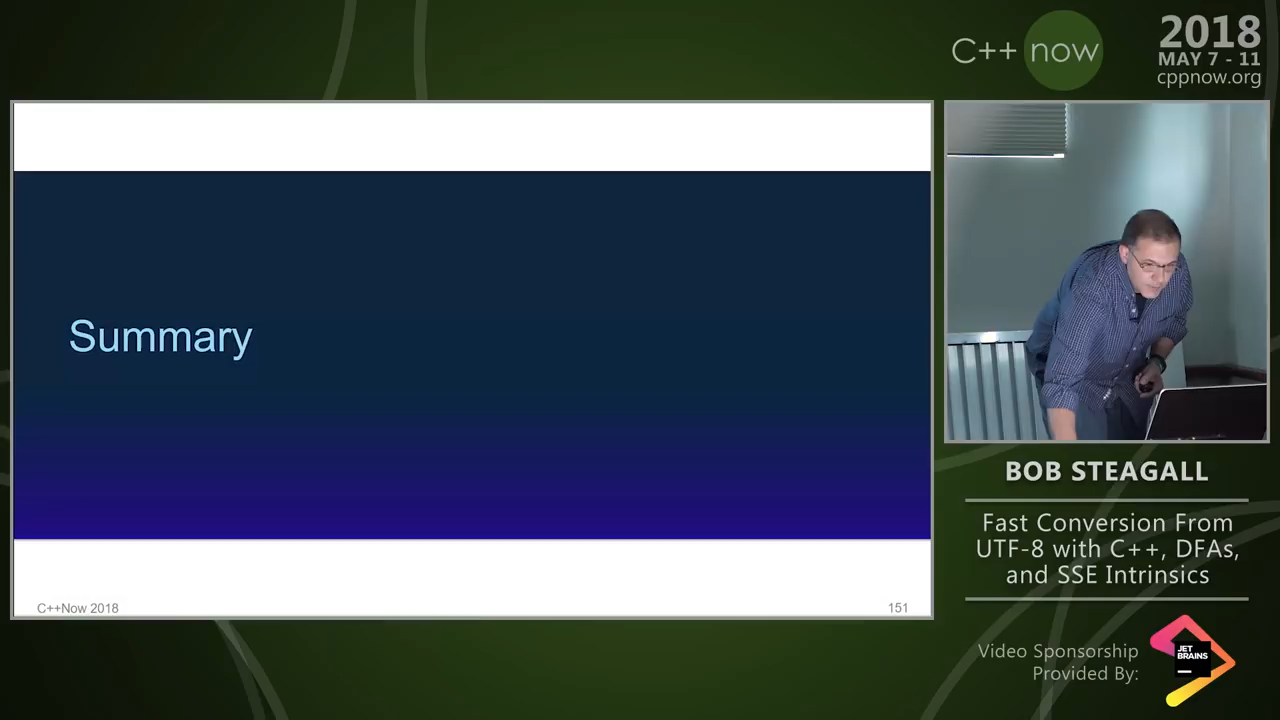 C++ now
2018
MAY 7 - 11
cppnow.org
Summary
C++Now 2018
151
BOB STEAGALL
Fast Conversion From
UTF-8 with C++, DFAs,
and SSE Intrinsics
Video Sponsorship
Provided By:
JET
BRAINS